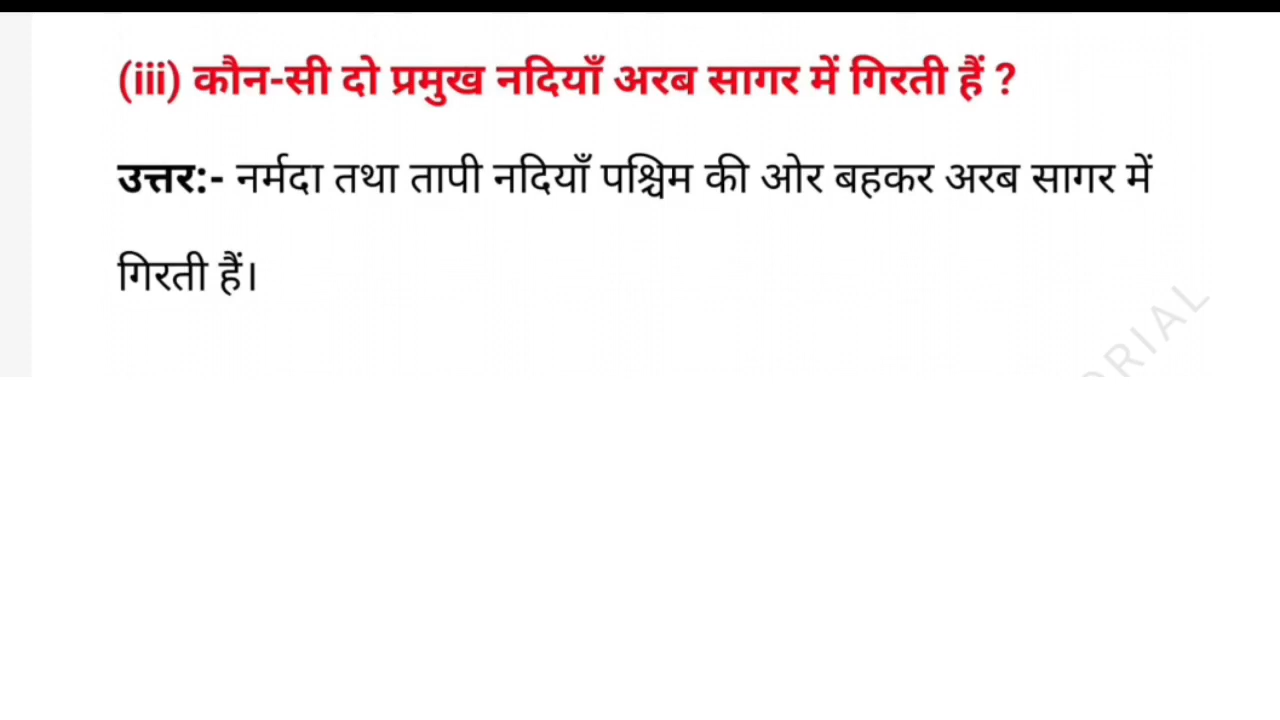 (iii) कौन-सी दो प्रमुख नदियाँ अरब सागर में गिरती हैं ?
उत्तर:- नर्मदा तथा तापी नदियाँ पश्चिम की ओर बहकर अरब सागर में
गिरती हैं।